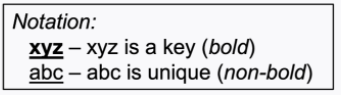 Notation:
xyz – xyz is a key (bold)
abc – abc is unique (non-bold)